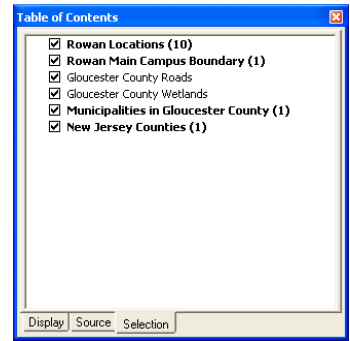 Table of Contents
Rowan Locations (10)
Rowan Main Campus Boundary (1)
Gloucester County Roads
Gloucester County Wetlands
Municipalities in Gloucester County (1)
New Jersey Counties (1)
Display Source Selection